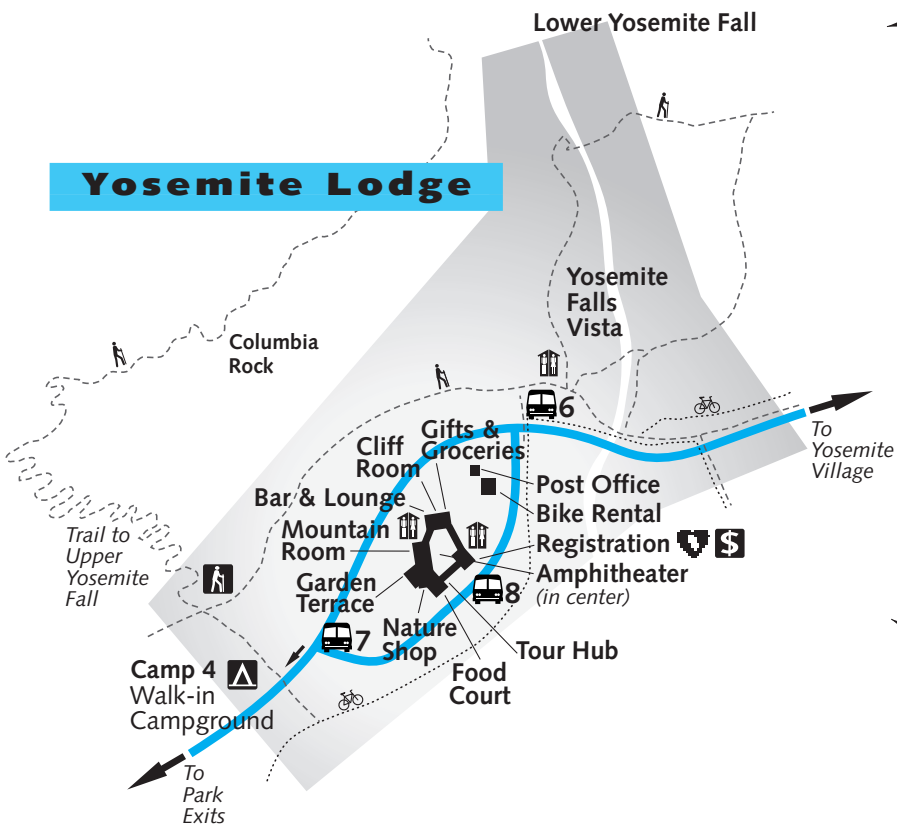 Lower Yosemite Fall
Yosemite Lodge
Yosemite
Falls
Vista
Columbia
Rock
6
To
Yosemite
Village
Gifts &
Groceries
Cliff
Room
Bar & Lounge
Mountain
Room
Garden
Terrace
Post Office
Bike Rental
Registration
$
Amphitheater
(in center)
8
Trail to
Upper
Yosemite
Fall
7
Nature
Shop
Tour Hub
Food
Court
Camp 4
Walk-in
Campground
To
Park
Exits